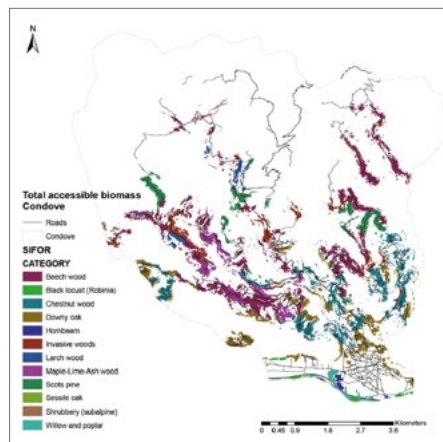 N
Total accessible biomass
Condove
Roads
Condove
SIFOR
CATEGORY
Beech wood
Black locust (Robinia)
Chestnut wood
Downy oak
Hornbeam
Invasive woods
Larch wood
Maple-Lime-Ash wood
Scots pine
Sessile oak
Shrubbery (subalpine)
Willow and poplar
Kilometers
0 0.45 0.9 1.8 2.7 3.6